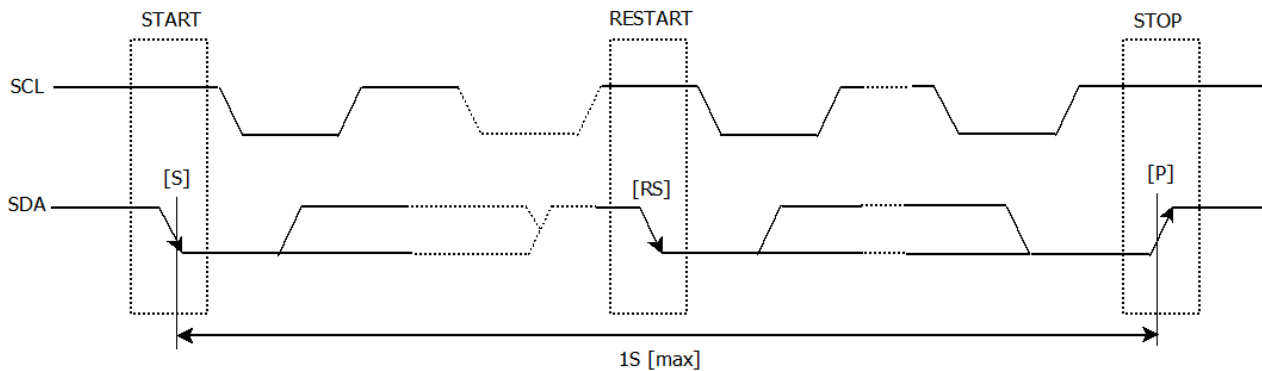 START RESTART STOP
SCL
[S] [RS] [P]
SDA
1S [max]